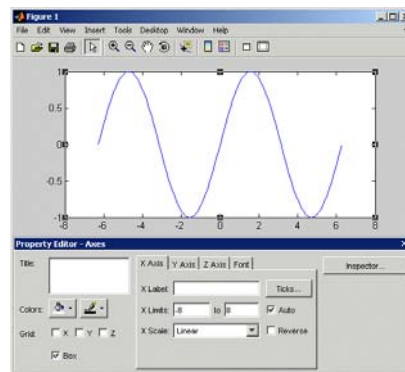 Figure 1
File Edit View Insert Tools Desktop Window Help
1
0.5
0
-0.5
-1
-8 -6 -4 -2 0 2 4 6 8
Property Editor - Axes
Title:
X Axis Y Axis Z Axis Font
Inspector...
X Label:
Ticks...
Colors:
X Limits: -8 to 8 Auto
Grid: X Y Z
X Scale: Linear Reverse
Box